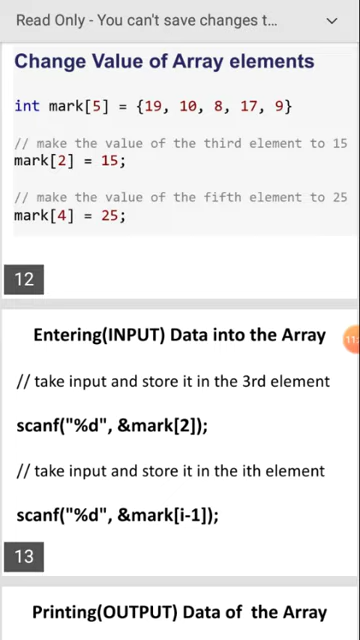 Read Only - You can't save changes t...
Change Value of Array elements
int mark[5] = {19, 10, 8, 17, 9}
// make the value of the third element to 15
mark[2] = 15;
// make the value of the fifth element to 25
mark[4] = 25;
12
Entering(INPUT) Data into the Array
11:
// take input and store it in the 3rd element
scanf("%d", &mark[2]);
// take input and store it in the ith element
scanf("%d", &mark[i-1]);
13
Printing(OUTPUT) Data of the Array